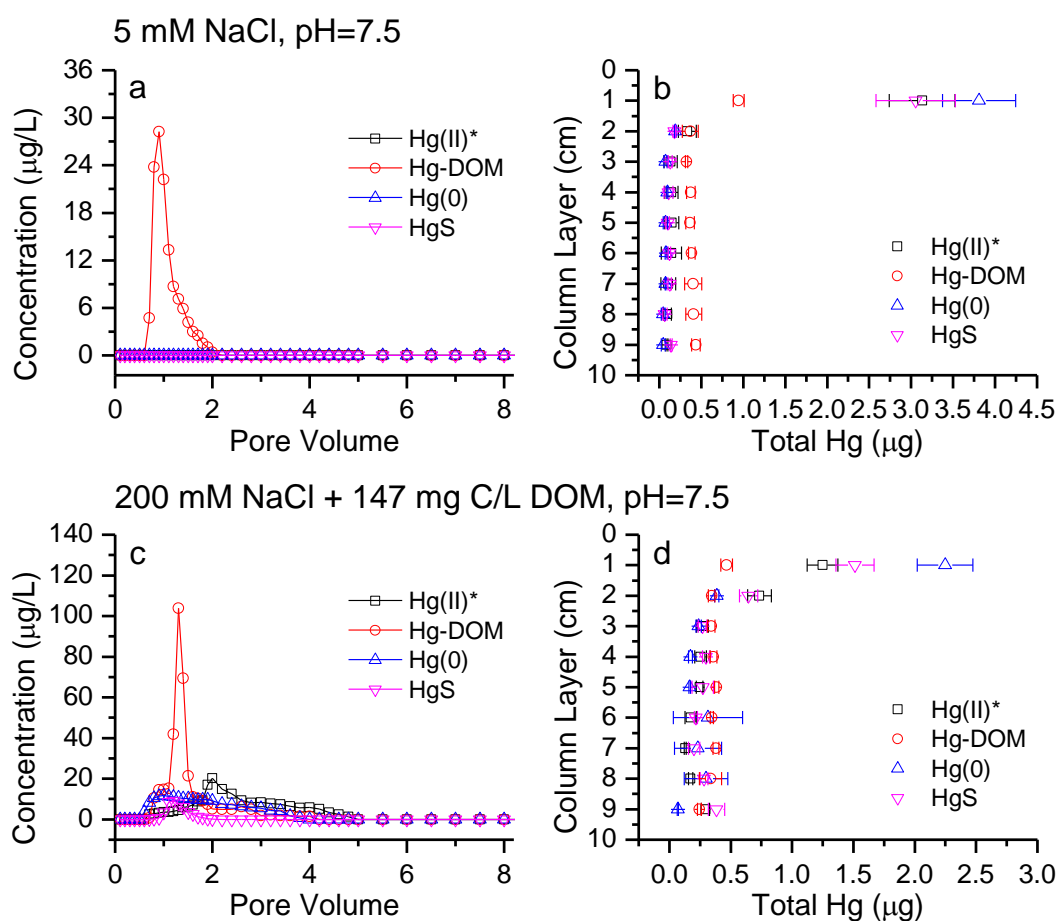 5 mM NaCl, pH=7.5
a
36
30
24
18
12
6
0
Concentration (μg/L)
Hg(II)*
Hg-DOM
Hg(0)
HgS
0 2 4 6 8
Pore Volume
b
0
1
2
3
4
5
6
7
8
9
10
Column Layer (cm)
Hg(II)*
Hg-DOM
Hg(0)
HgS
0.0 0.5 1.0 1.5 2.0 2.5 3.0 3.5 4.0 4.5
Total Hg (μg)
200 mM NaCl + 147 mg C/L DOM, pH=7.5
c
140
120
100
80
60
40
20
0
Concentration (μg/L)
Hg(II)*
Hg-DOM
Hg(0)
HgS
0 2 4 6 8
Pore Volume
d
0
1
2
3
4
5
6
7
8
9
10
Column Layer (cm)
Hg(II)*
Hg-DOM
Hg(0)
HgS
0.0 0.5 1.0 1.5 2.0 2.5 3.0
Total Hg (μg)